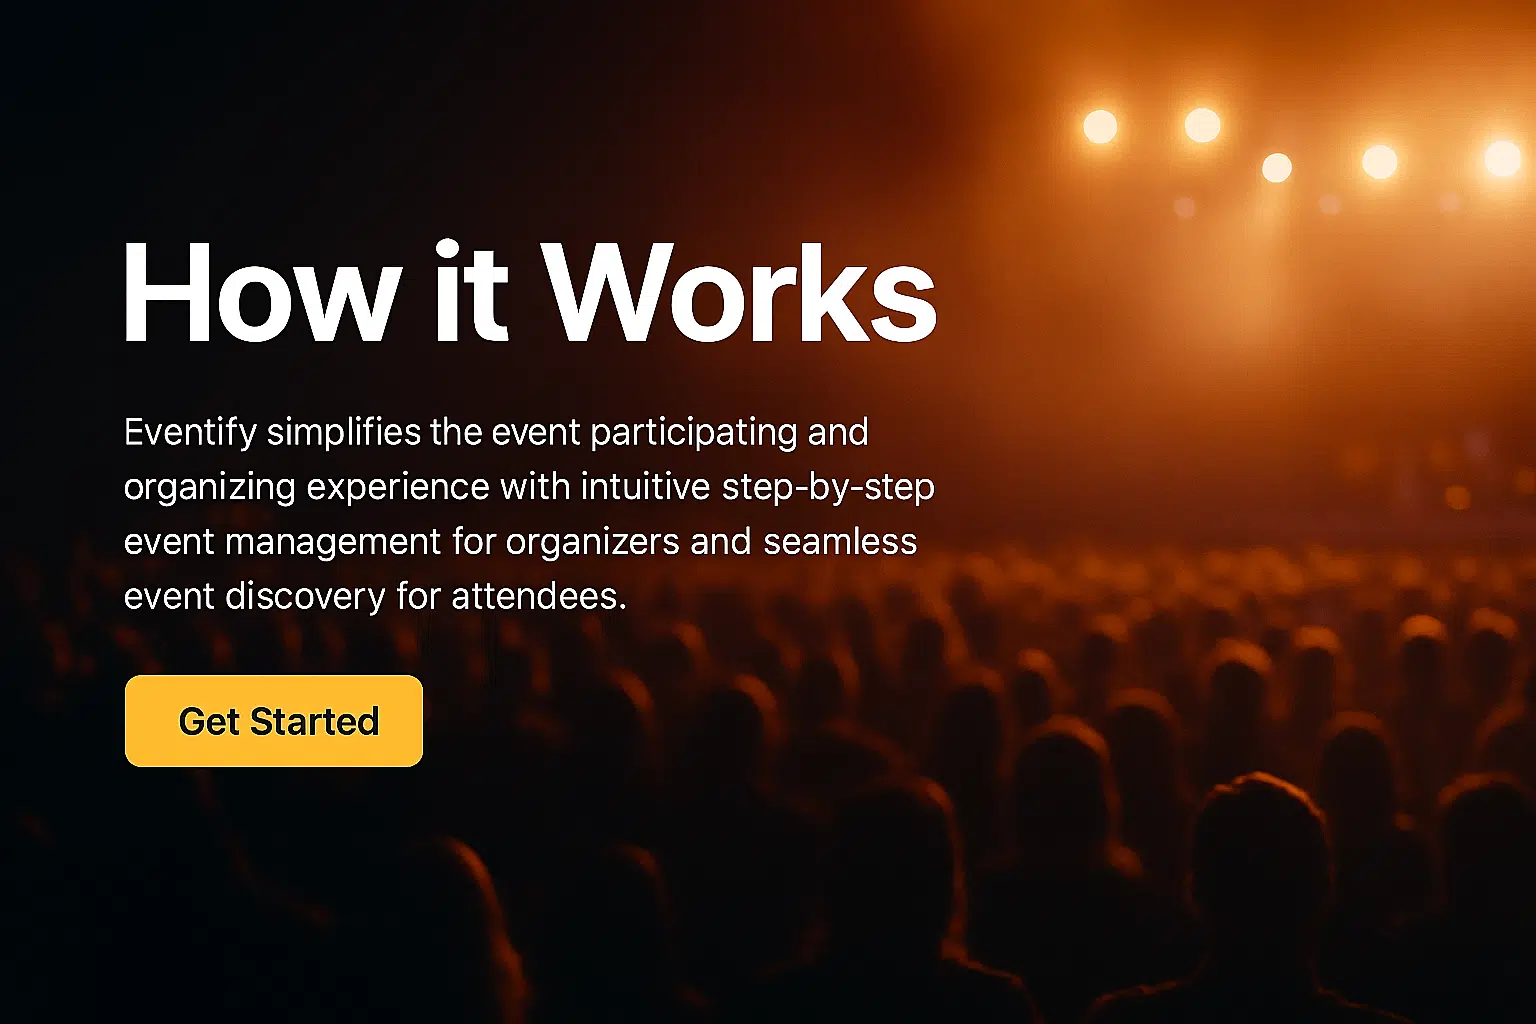 How it Works
Eventify simplifies the event participating and
organizing experience with intuitive step-by-step
event management for organizers and seamless
event discovery for attendees.
Get Started